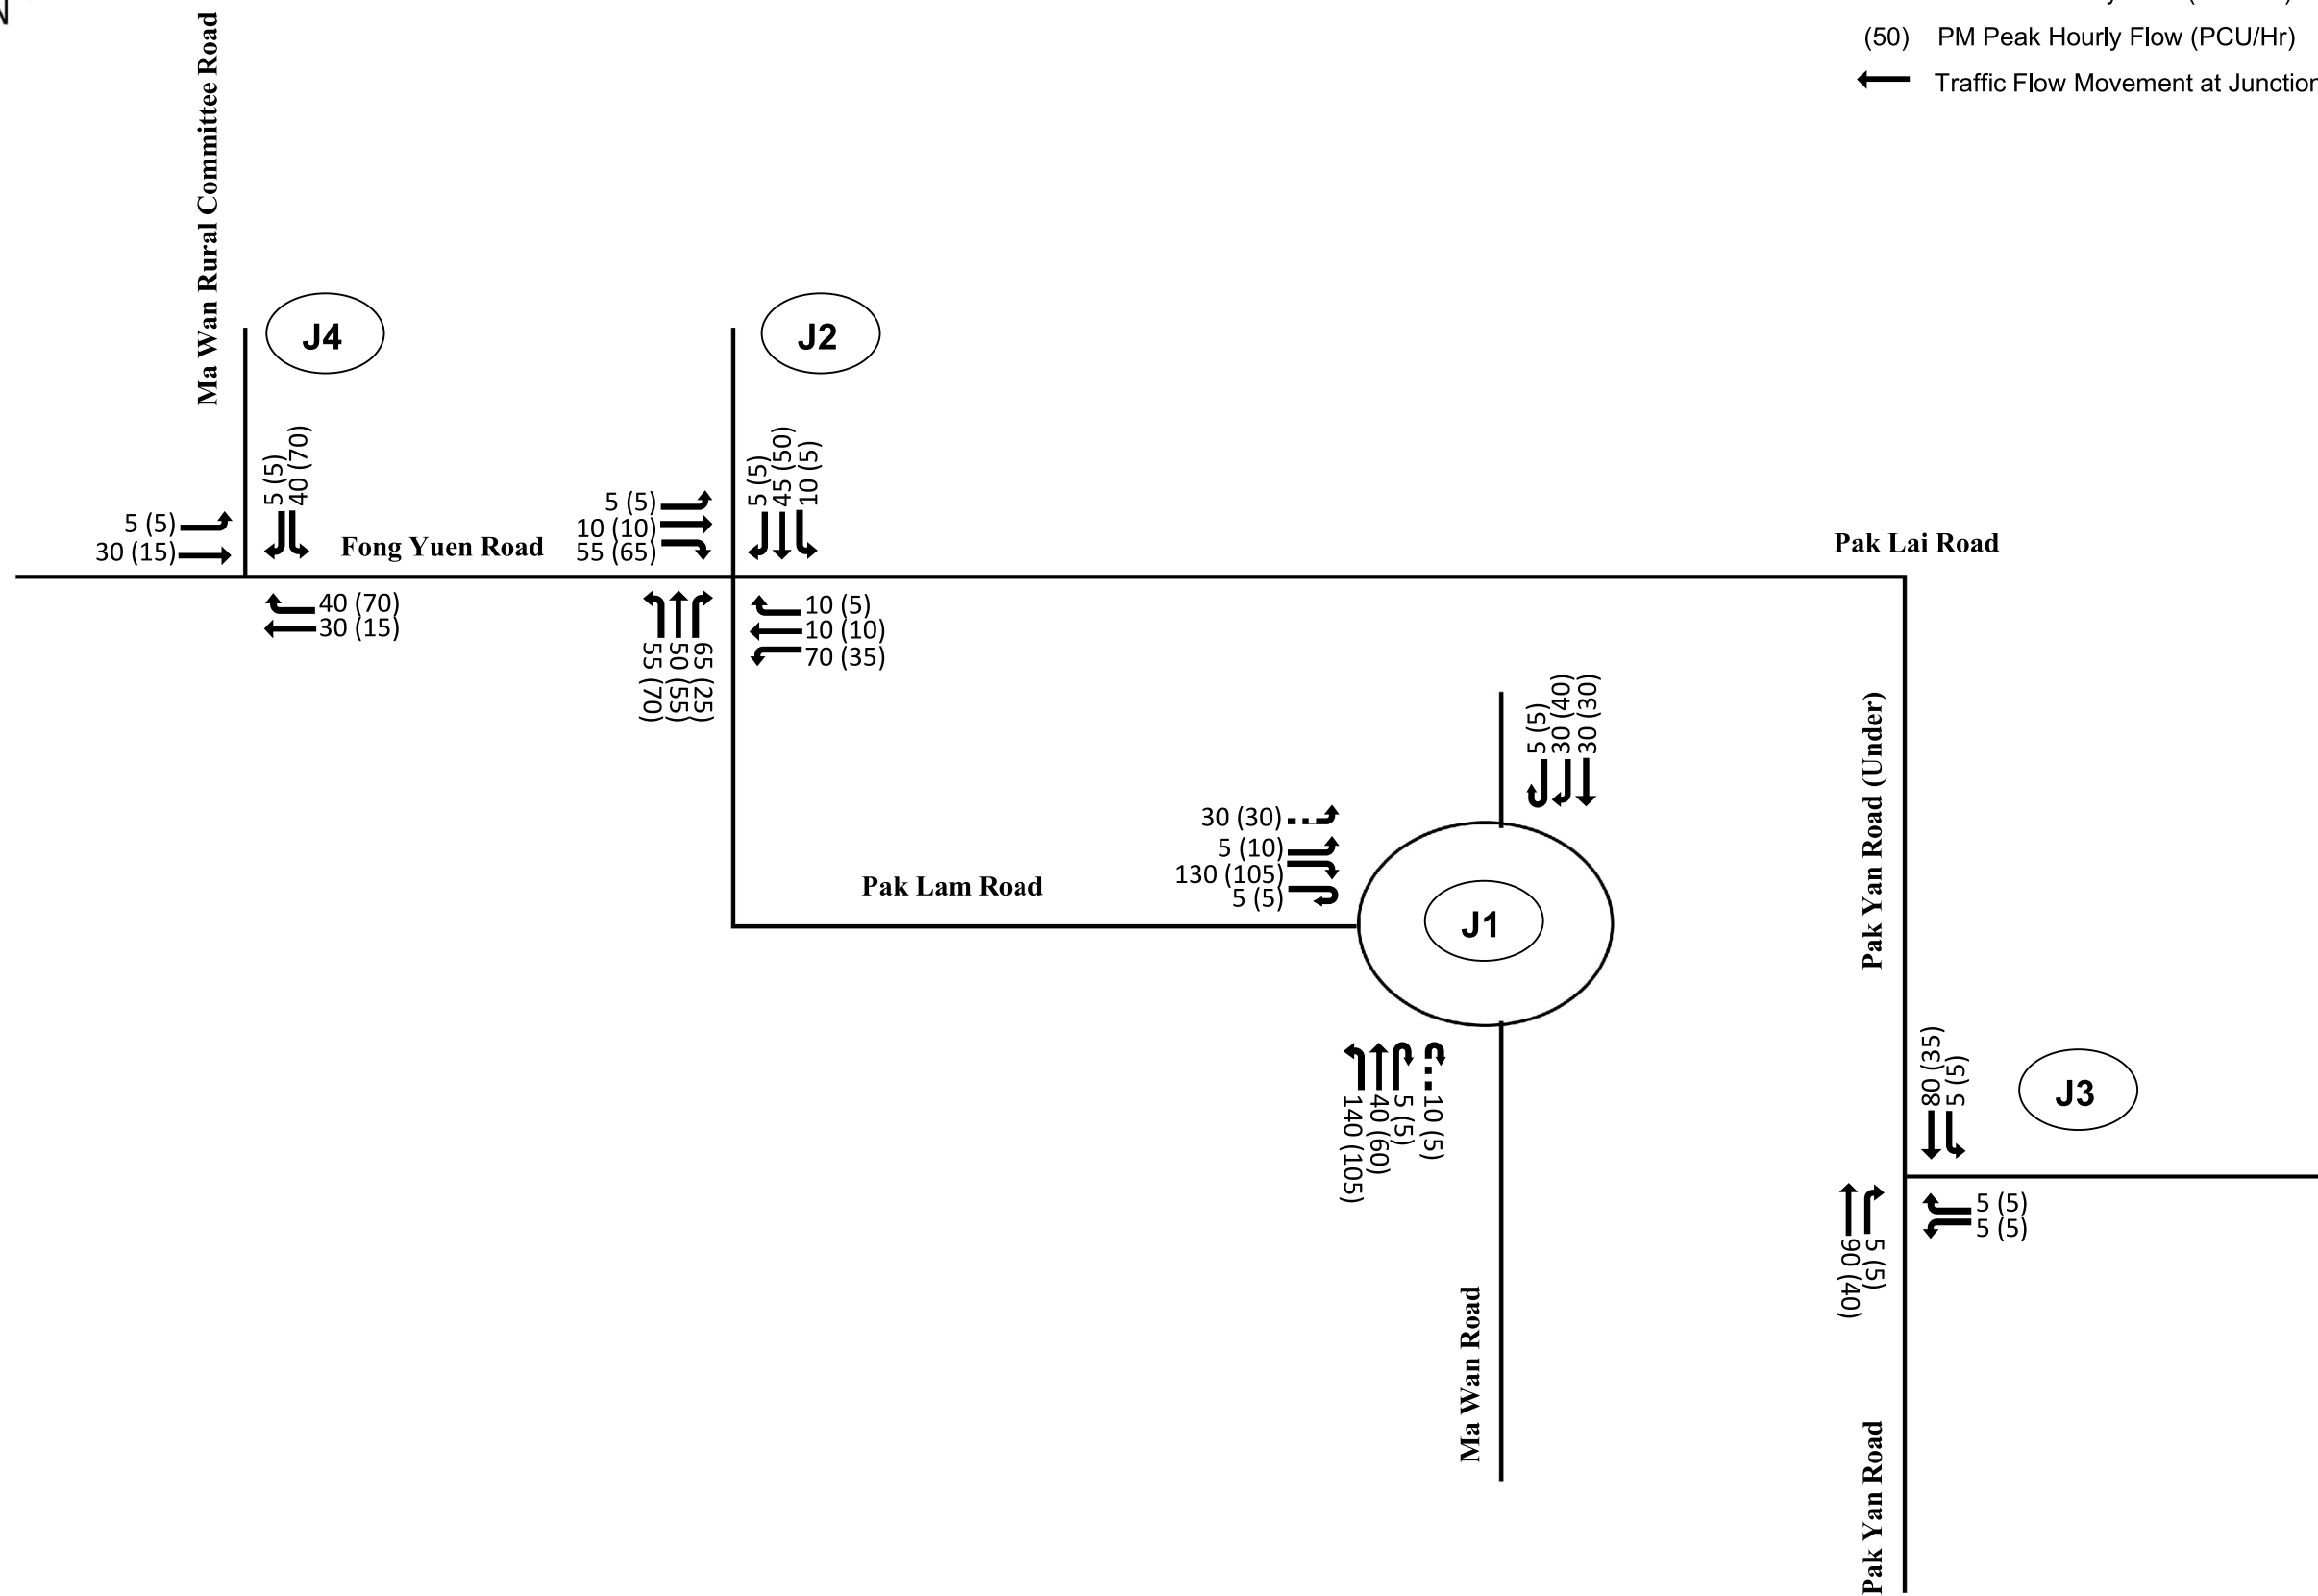 N
(50) PM Peak Hourly Flow (PCU/Hr)
Traffic Flow Movement at Junction
Ma Wan Rural Committee Road
J4
J2
5 (5)
40 (70)
5 (5)
30 (15)
Fong Yuen Road
40 (70)
30 (15)
5 (5)
10 (10)
55 (65)
5 (5)
45 (50)
10 (5)
55 (70)
50 (55)
65 (25)
10 (5)
10 (10)
70 (35)
Pak Lai Road
Pak Lam Road
30 (30)
5 (10)
130 (105)
5 (5)
5 (5)
30 (40)
30 (30)
J1
140 (105)
40 (60)
5 (5)
10 (5)
Ma Wan Road
Pak Yan Road (Under)
80 (35)
5 (5)
J3
90 (40)
5 (5)
5 (5)
5 (5)
Pak Yan Road